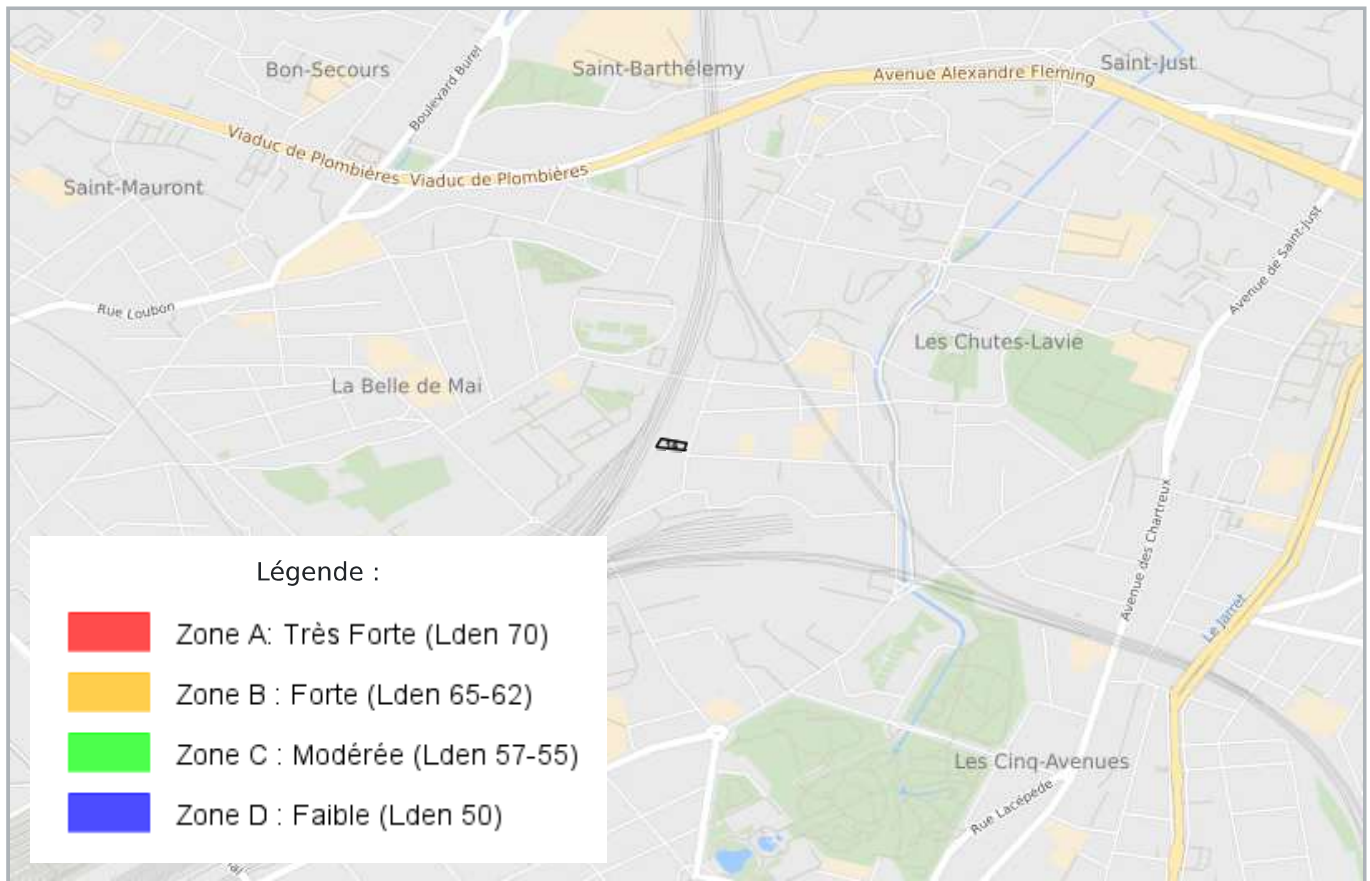 Bon-Secours
Boulevard Burel
Saint-Barthélemy
Avenue Alexandre Fleming
Saint-Just
Viaduc de Plombières
Viaduc de Plombières
Saint-Mauront
Avenue de Saint-Just
Rue Loubon
Les Chutes-Lavie
La Belle de Mai
Avenue des Chartreux
Le Jarret
Les Cinq-Avenues
Rue Lacépède
Légende :
Zone A: Très Forte (Lden 70)
Zone B : Forte (Lden 65-62)
Zone C : Modérée (Lden 57-55)
Zone D : Faible (Lden 50)